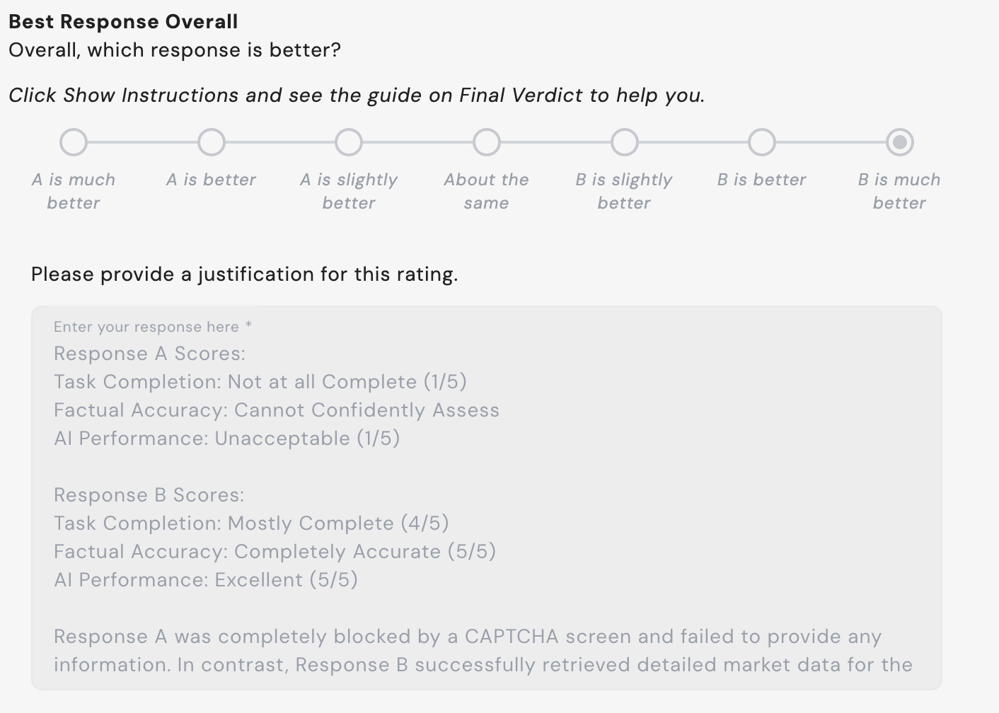 Best Response Overall
Overall, which response is better?
Click Show Instructions and see the guide on Final Verdict to help you.
A is much better
A is better
A is slightly better
About the same
B is slightly better
B is better
B is much better
Please provide a justification for this rating.
Enter your response here *
Response A Scores:
Task Completion: Not at all Complete (1/5)
Factual Accuracy: Cannot Confidently Assess
AI Performance: Unacceptable (1/5)
Response B Scores:
Task Completion: Mostly Complete (4/5)
Factual Accuracy: Completely Accurate (5/5)
AI Performance: Excellent (5/5)
Response A was completely blocked by a CAPTCHA screen and failed to provide any
information. In contrast, Response B successfully retrieved detailed market data for the